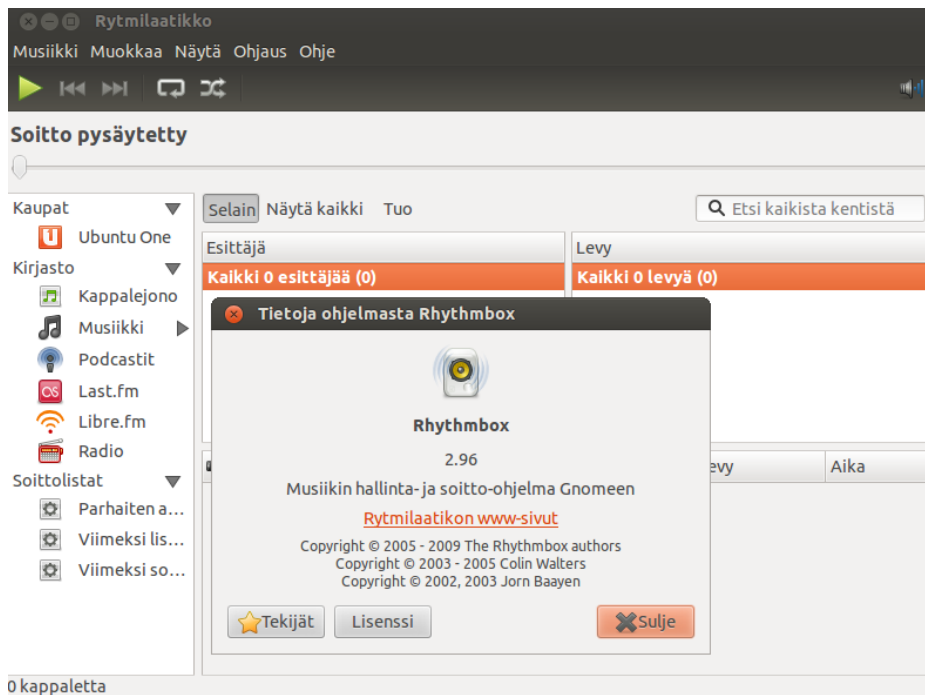 Rytmilaatikko
Musiikki Muokkaa Näytä Ohjaus Ohje
Soitto pysäytetty
Kaupat
Ubuntu One
Kirjasto
Kappalejono
Musiikki
Podcastit
Last.fm
Libre.fm
Radio
Soittolistat
Parhaiten a...
Viimeksi lis...
Viimeksi so...
Selain Näytä kaikki Tuo
Etsi kaikista kentistä
Esittäjä Levy
Kaikki 0 esittäjää (0) Kaikki 0 levyä (0)
Aika
Tietoja ohjelmasta Rhythmbox
Rhythmbox
2.96
Musiikin hallinta- ja soitto-ohjelma Gnomeen
Rytmilaatikon www-sivut
Copyright © 2005 - 2009 The Rhythmbox authors
Copyright © 2003 - 2005 Colin Walters
Copyright © 2002, 2003 Jorn Baayen
Tekijät Lisenssi Sulje
0 kappaletta